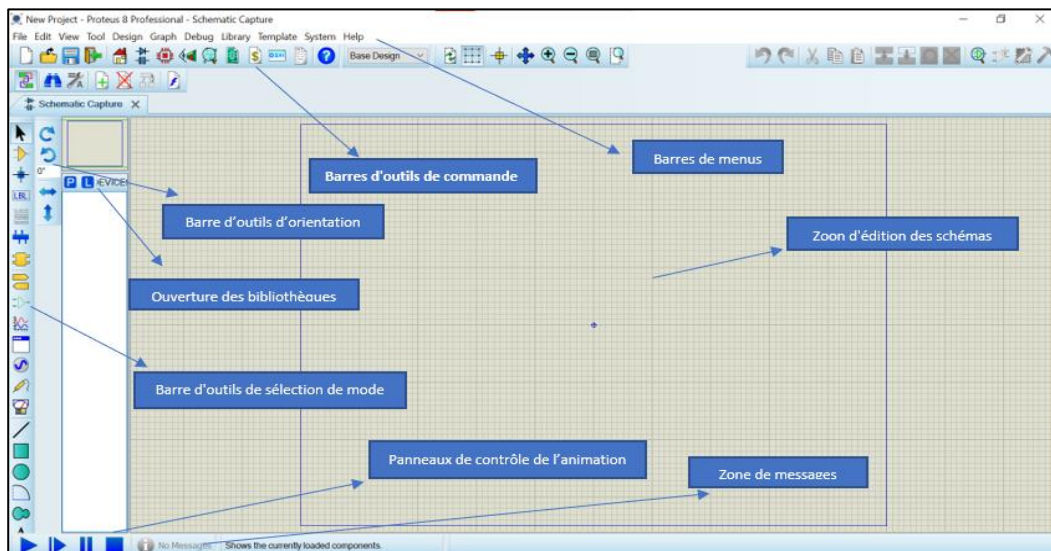 New Project - Proteus 8 Professional - Schematic Capture
File Edit View Tool Design Graph Debug Library Template System Help
Base Design
Schematic Capture
0°
P L DEVICES
LBL
Barres d'outils de commande
Barres de menus
Barre d'outils d'orientation
Zoon d'édition des schémas
Ouverture des bibliothèques
Barre d'outils de sélection de mode
Panneaux de contrôle de l'animation
Zone de messages
A
No Messages
Shows the currently loaded components.